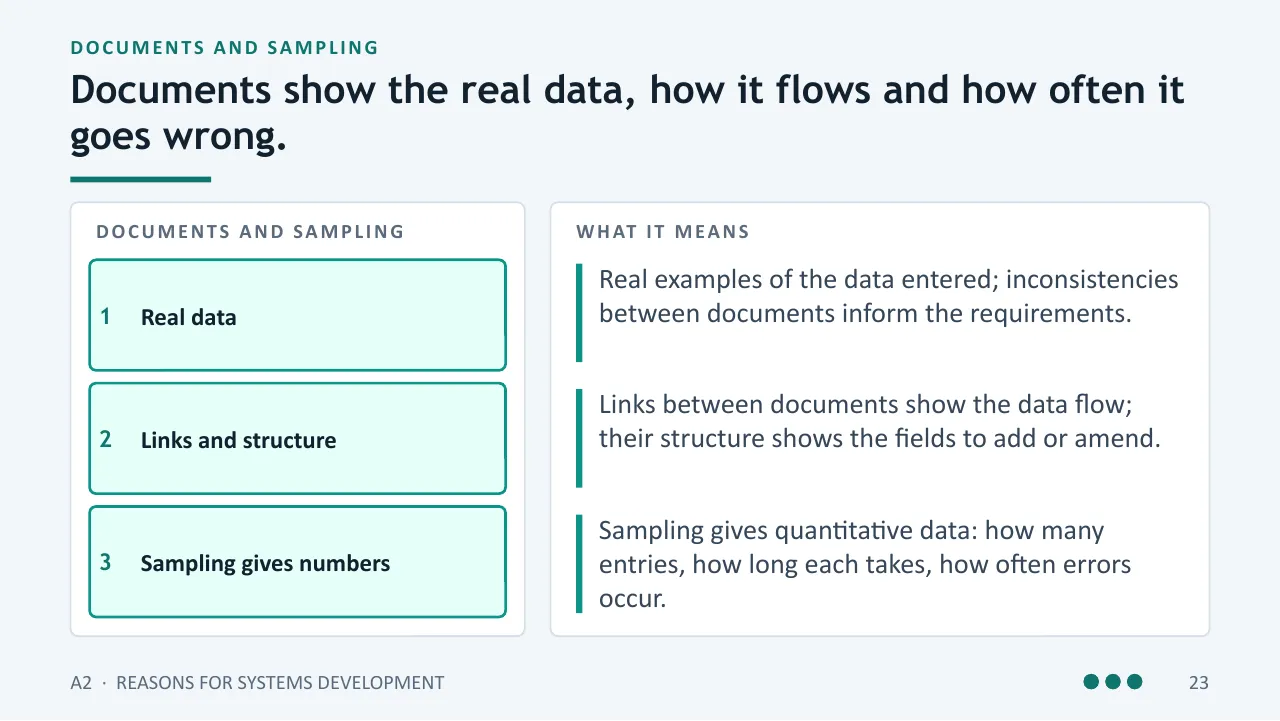 DOCUMENTS AND SAMPLING
Documents show the real data, how it flows and how often it
goes wrong.
DOCUMENTS AND SAMPLING
1 Real data
2 Links and structure
3 Sampling gives numbers
WHAT IT MEANS
Real examples of the data entered; inconsistencies
between documents inform the requirements.
Links between documents show the data flow;
their structure shows the fields to add or amend.
Sampling gives quantitative data: how many
entries, how long each takes, how often errors
occur.
A2 · REASONS FOR SYSTEMS DEVELOPMENT
23